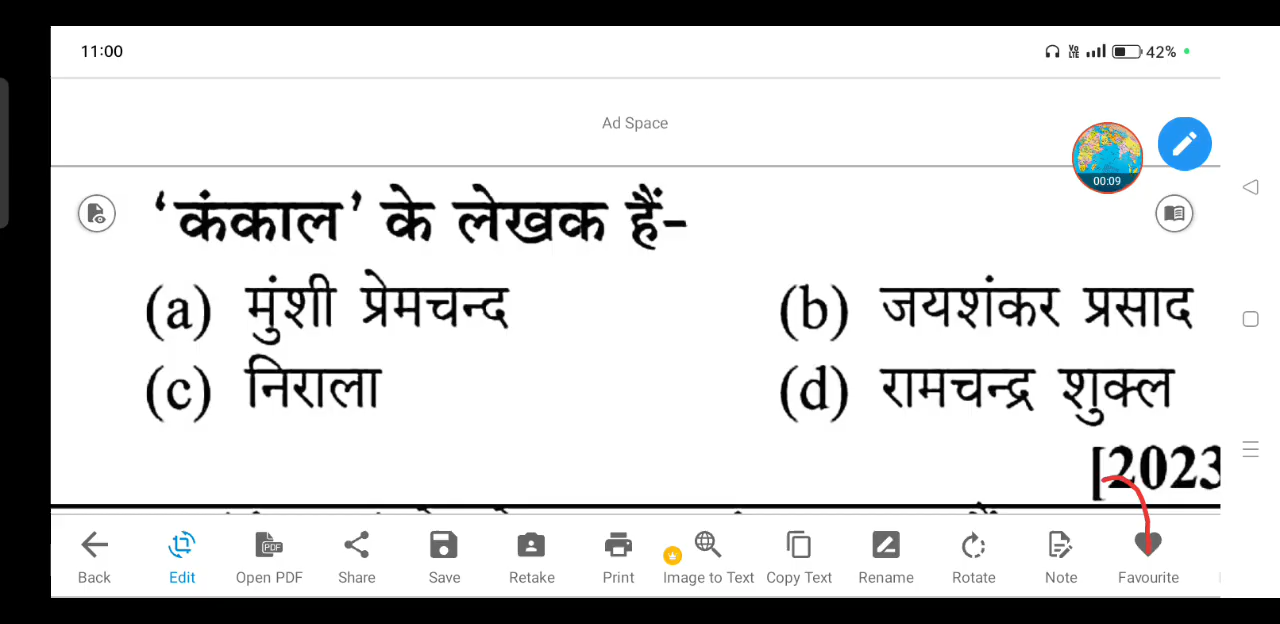 11:00 42%
Ad Space
00:09
‘कंकाल’ के लेखक हैं-
(a) मुंशी प्रेमचन्द (b) जयशंकर प्रसाद
(c) निराला (d) रामचन्द्र शुक्ल
[2023
Back Edit Open PDF Share Save Retake Print Image to Text Copy Text Rename Rotate Note Favourite